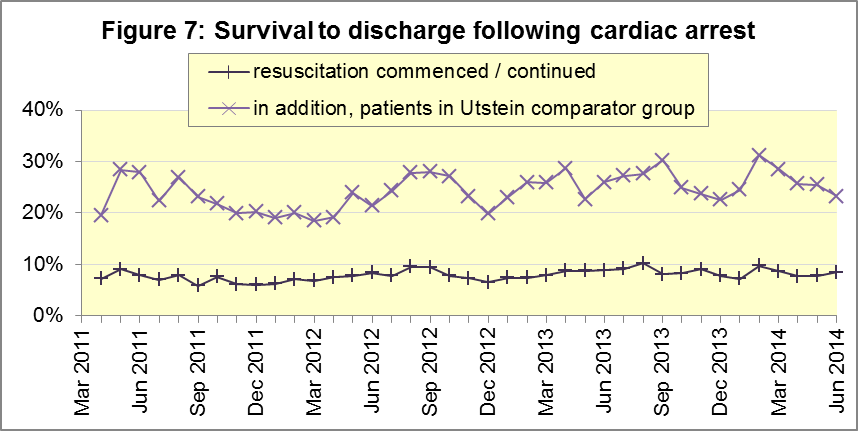 Figure 7: Survival to discharge following cardiac arrest
resuscitation commenced / continued
in addition, patients in Utstein comparator group
40%
30%
20%
10%
0%
Mar 2011
Jun 2011
Sep 2011
Dec 2011
Mar 2012
Jun 2012
Sep 2012
Dec 2012
Mar 2013
Jun 2013
Sep 2013
Dec 2013
Mar 2014
Jun 2014